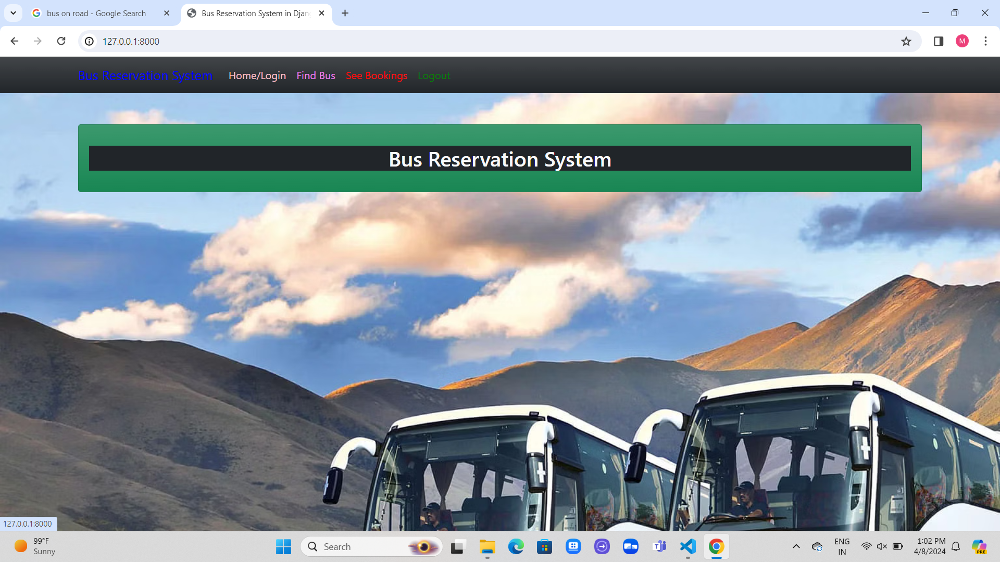 bus on road - Google Search
Bus Reservation System in Djan
127.0.0.1:8000
M
Bus Reservation System
Home/Login
Find Bus
See Bookings
Logout
Bus Reservation System
127.0.0.1:8000
99°F
Sunny
Search
ENG
IN
1:02 PM
4/8/2024
PRE